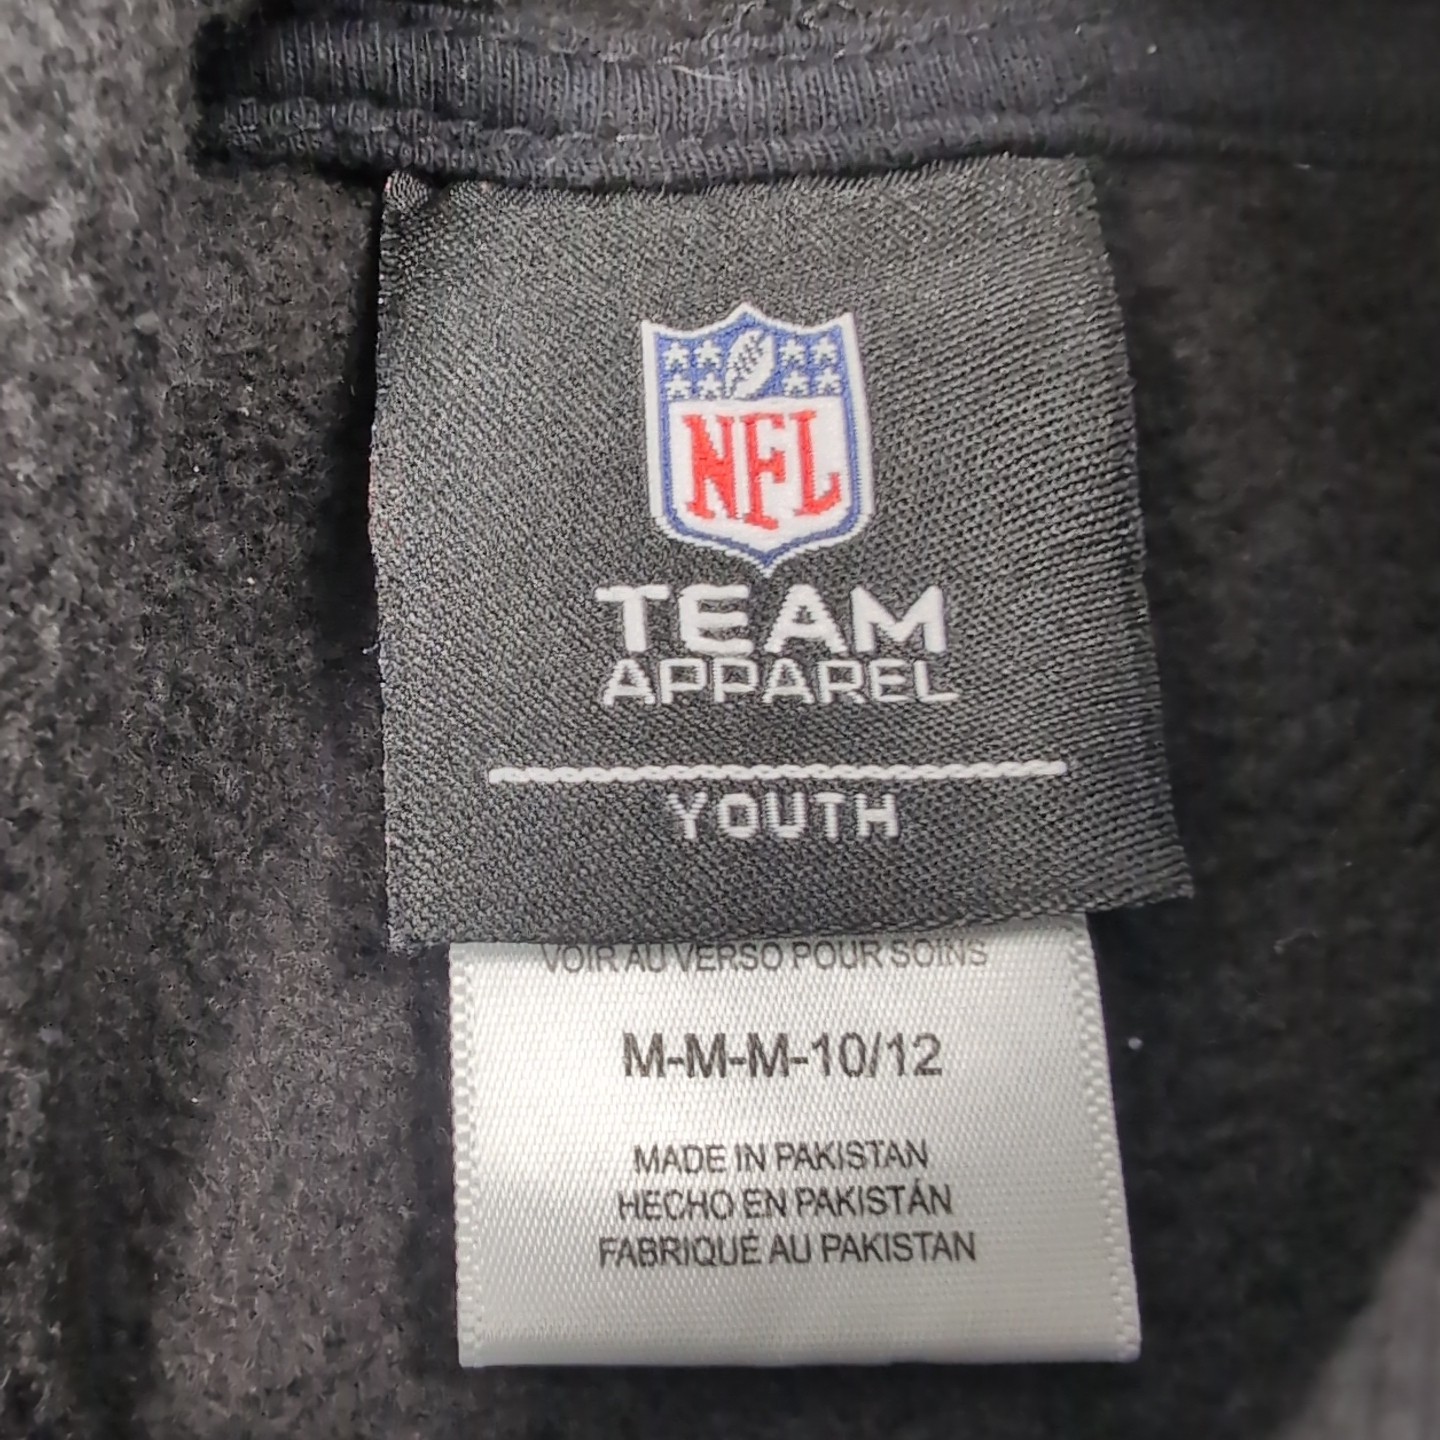 NFL
TEAM
APPAREL
YOUTH
VOIR AU VERSO POUR SOINS
M-M-M-10/12
MADE IN PAKISTAN
HECHO EN PAKISTÁN
FABRIQUÉ AU PAKISTAN